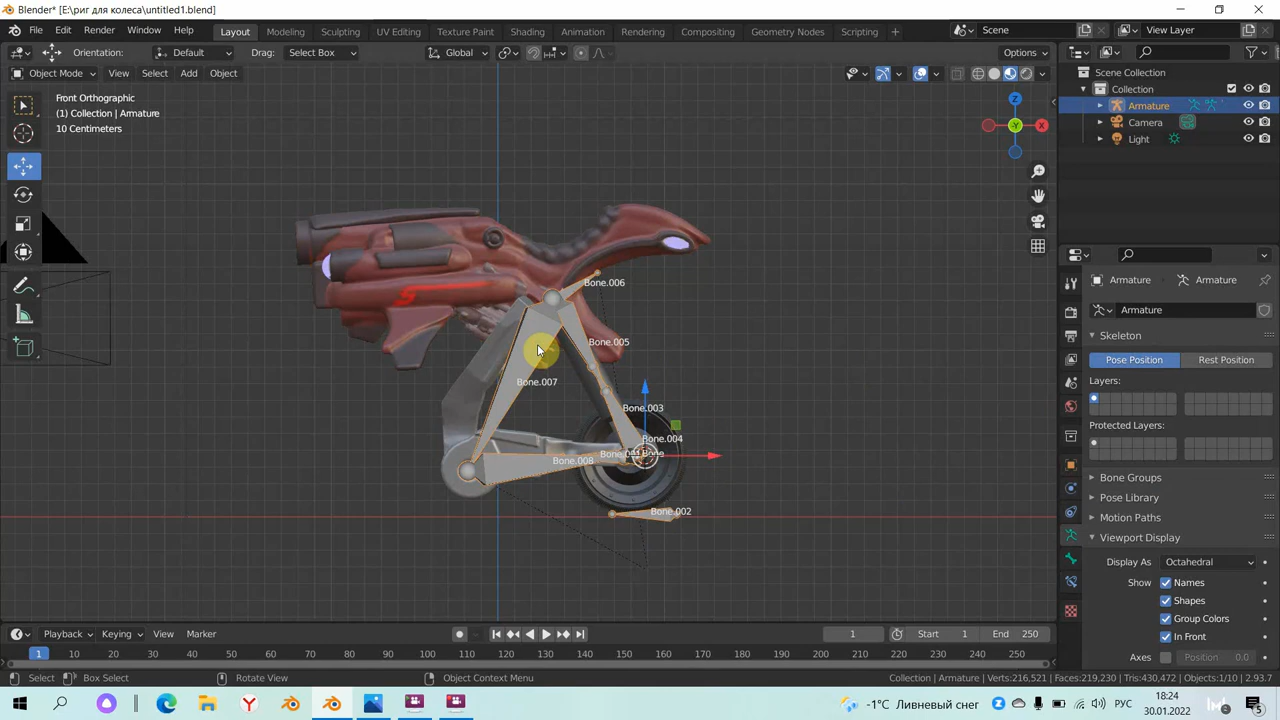 Blender* [E:\риг для колеса\untitled1.blend]
File Edit Render Window Help Layout Modeling Sculpting UV Editing Texture Paint Shading Animation Rendering Compositing Geometry Nodes Scripting + Scene View Layer
Orientation: Default Drag: Select Box Global Options
Object Mode View Select Add Object
Scene Collection
Collection
Armature
Camera
Light
Front Orthographic
(1) Collection | Armature
10 Centimeters
Z
-Y
X
Bone.006
Bone.005
Bone.007
Bone.003
Bone.004
Bone
Bone.008
Bone.002
S
Armature Armature
Armature
Skeleton
Pose Position Rest Position
Layers:
Protected Layers:
Bone Groups
Pose Library
Motion Paths
Viewport Display
Display As Octahedral
Show Names
Shapes
Group Colors
In Front
Axes Position 0.0
Playback Keying View Marker 1 Start 1 End 250
1 10 20 30 40 50 60 70 80 90 100 110 120 130 140 150 160 170 180 190 200 210 220 230 240 250
Select Box Select Rotate View Object Context Menu Collection | Armature Verts:216,521 Faces:219,230 Tris:430,472 Objects:1/10 2.93.7
-1°C Ливневый снег РУС 18:24 30.01.2022 5